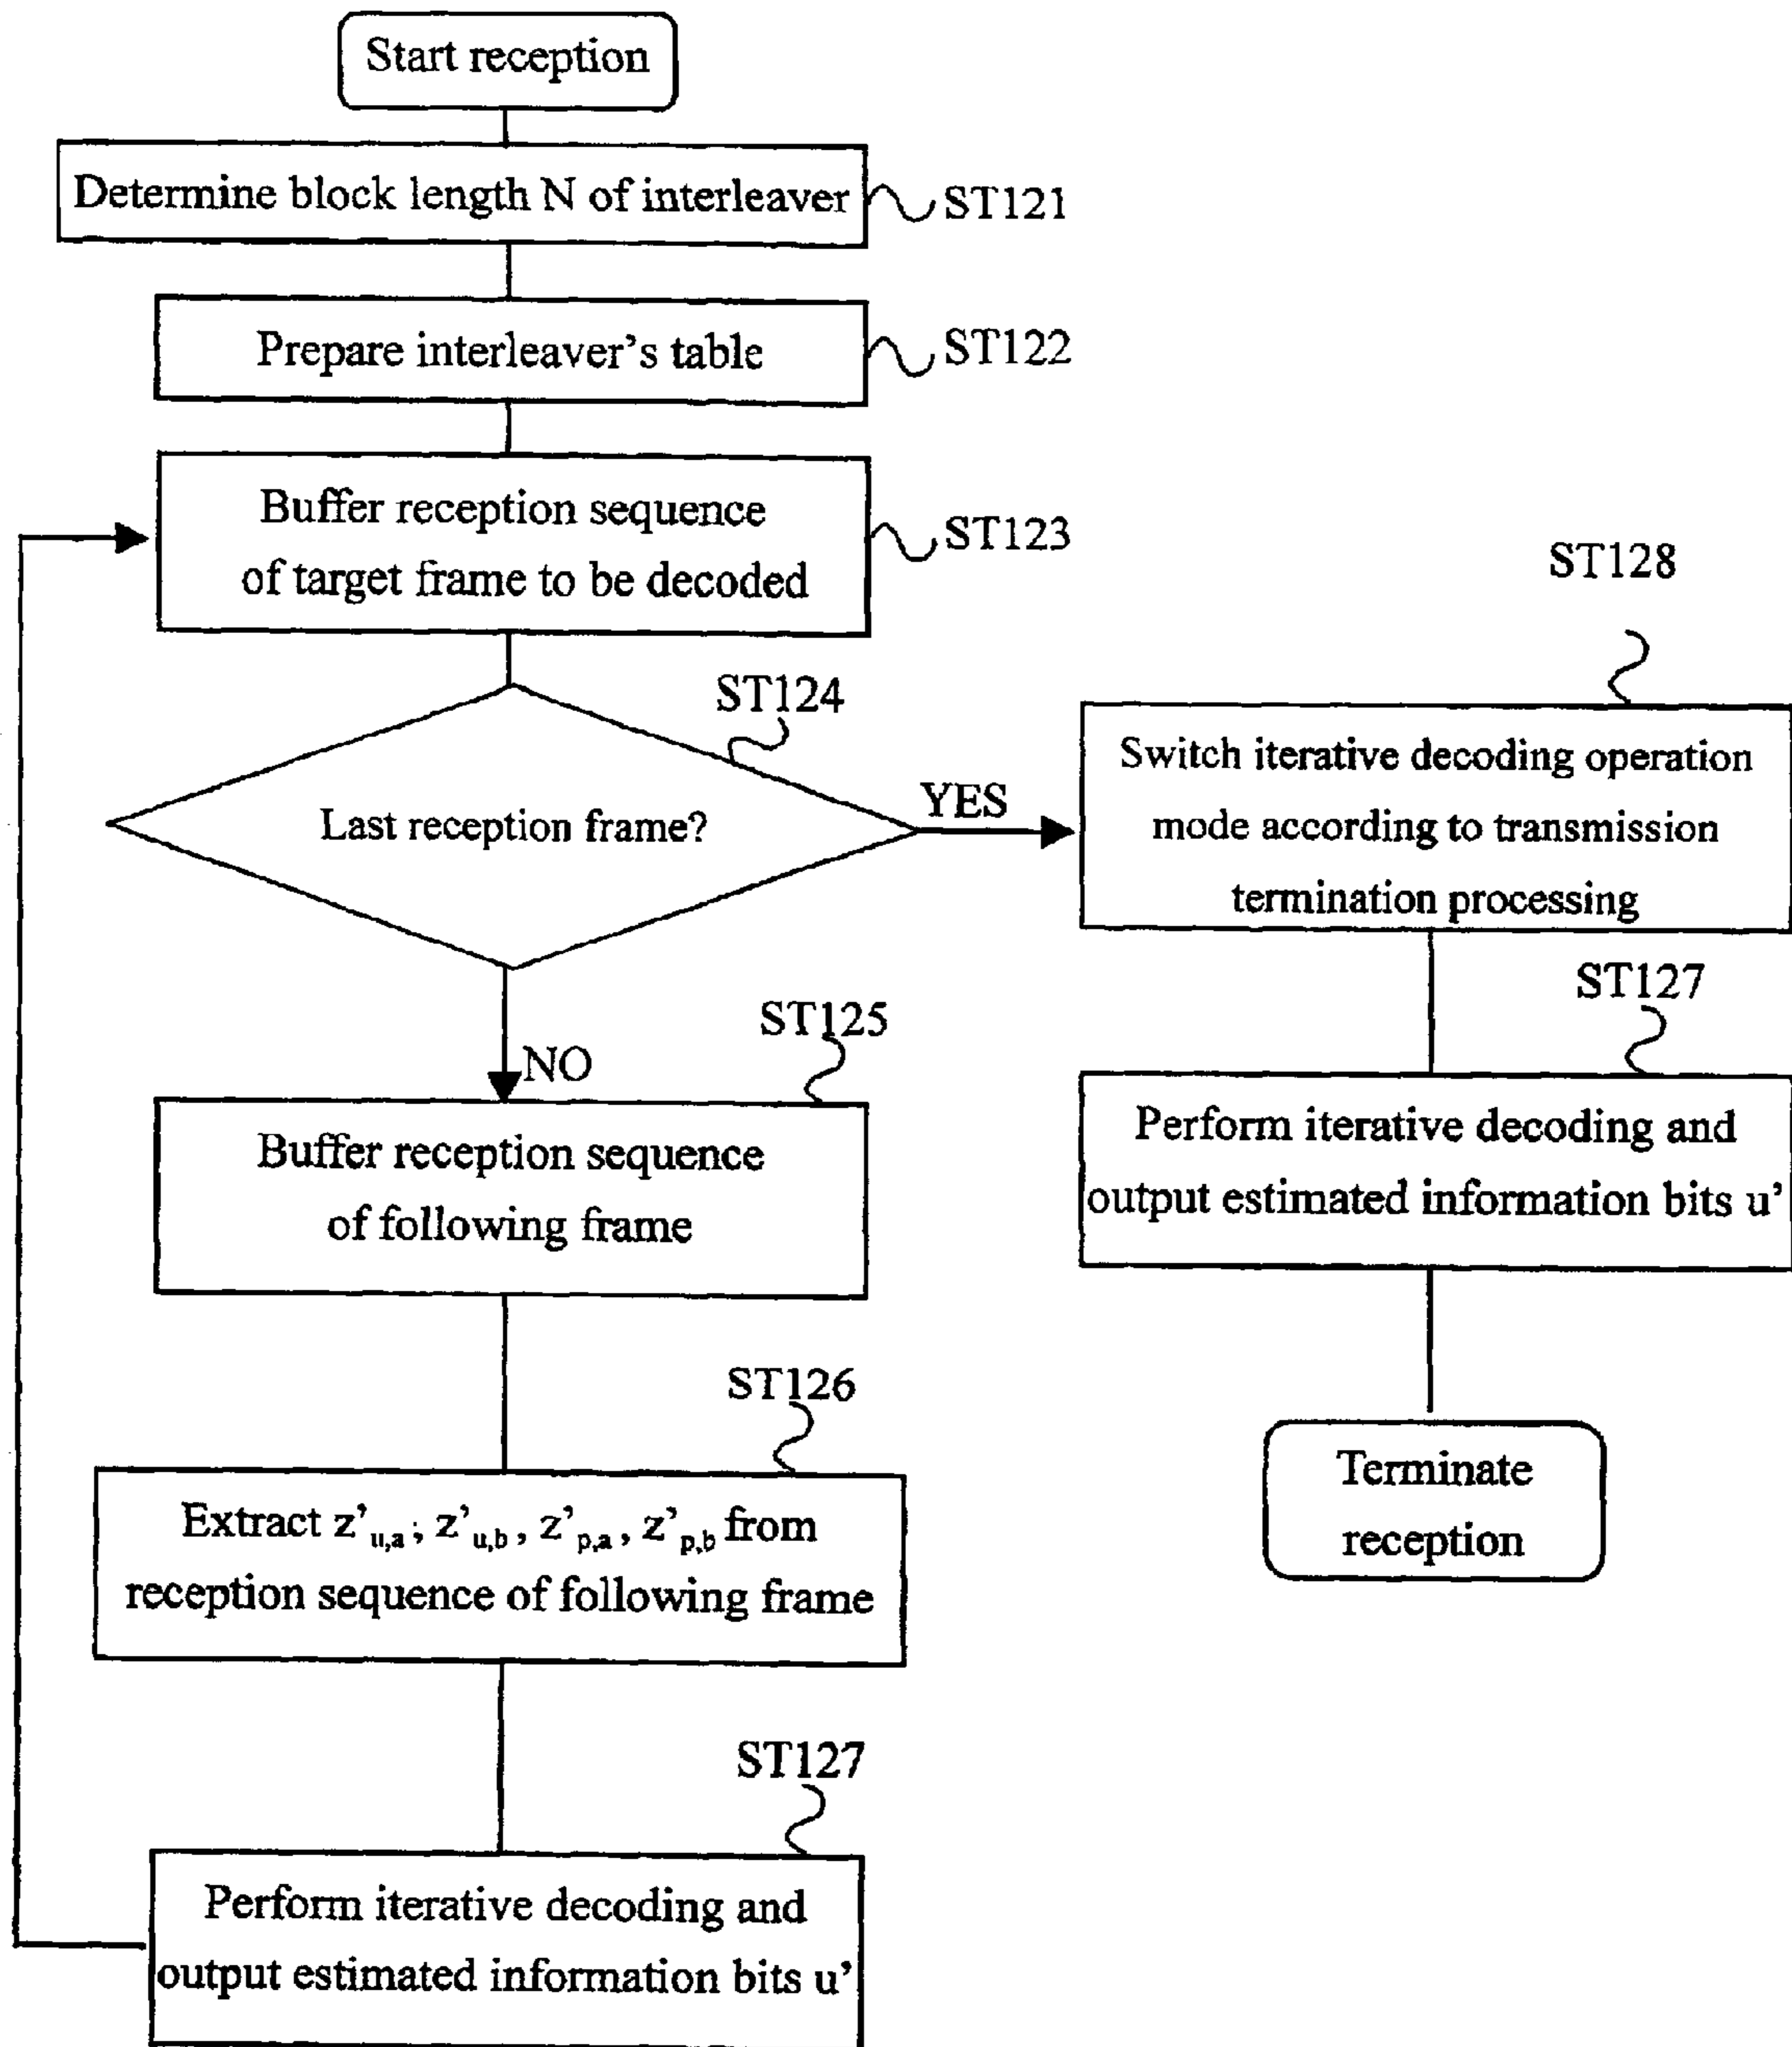 Start reception
Determine block length N of interleaver
ST121
Prepare interleaver's table
ST122
Buffer reception sequence
of target frame to be decoded
ST123
ST124
Last reception frame?
YES
NO
ST125
Buffer reception sequence
of following frame
ST126
Extract z'u,a; z'u,b, z'p,a, z'p,b from
reception sequence of following frame
ST127
Perform iterative decoding and
output estimated information bits u'
ST128
Switch iterative decoding operation
mode according to transmission
termination processing
ST127
Perform iterative decoding and
output estimated information bits u'
Terminate
reception